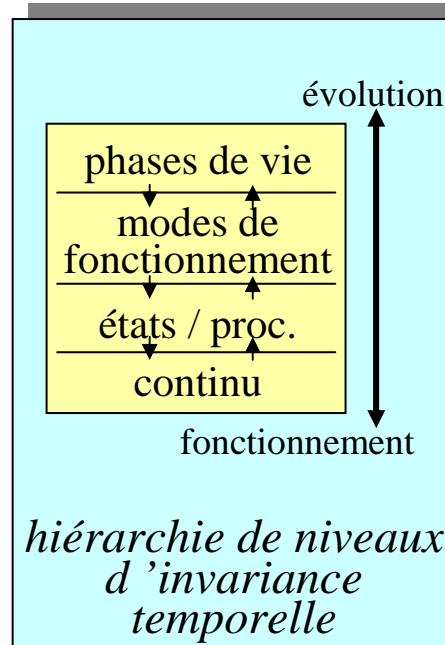 évolution
phases de vie
modes de
fonctionnement
états / proc.
continu
fonctionnement
hiérarchie de niveaux
d ’invariance
temporelle